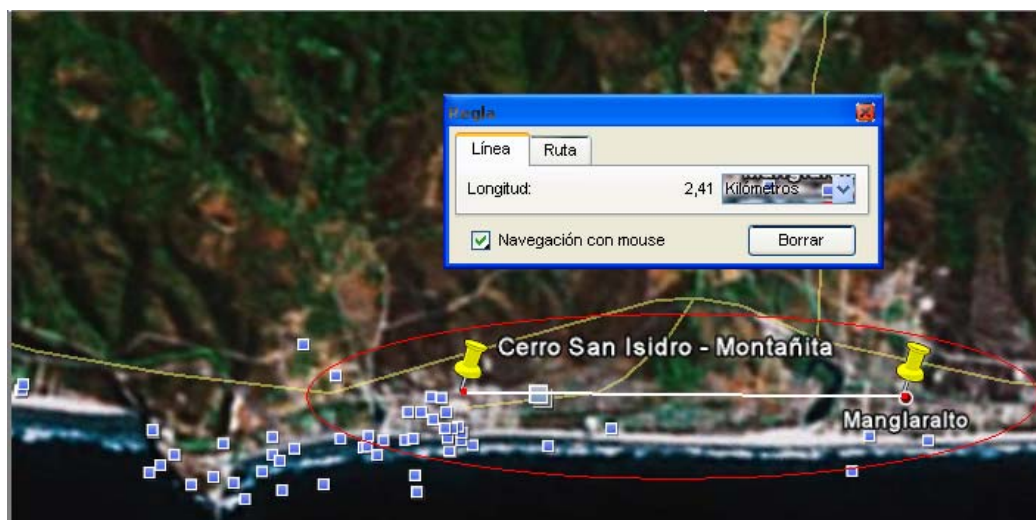 Regla
Línea Ruta
Longitud: 2,41 Kilómetros
Navegación con mouse Borrar
Cerro San Isidro - Montañita
Manglaralto